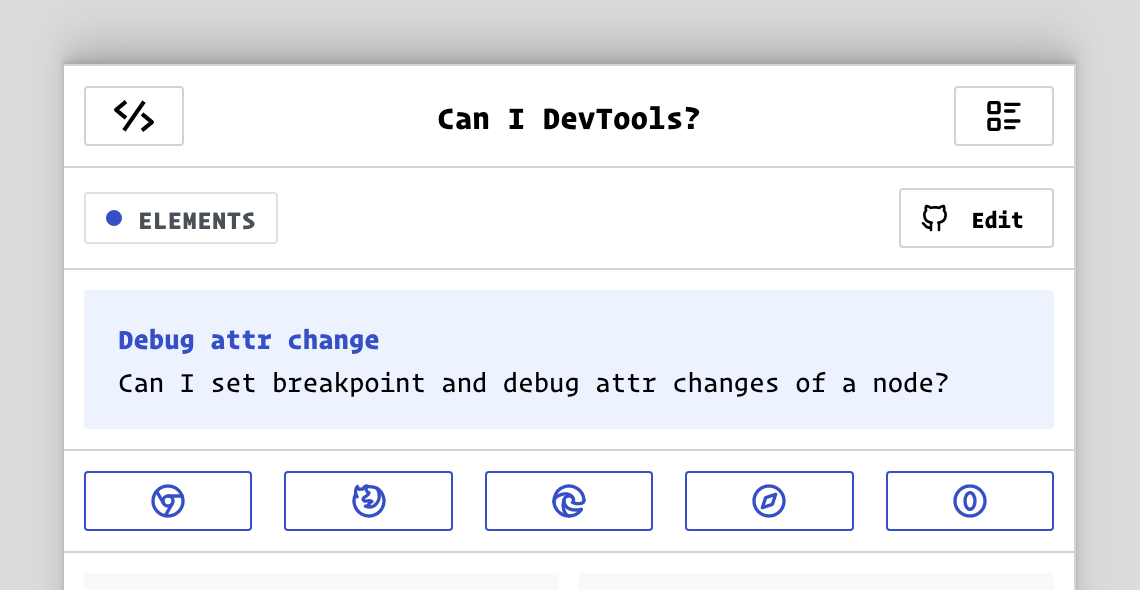 Can I DevTools?
ELEMENTS
Edit
Debug attr change
Can I set breakpoint and debug attr changes of a node?